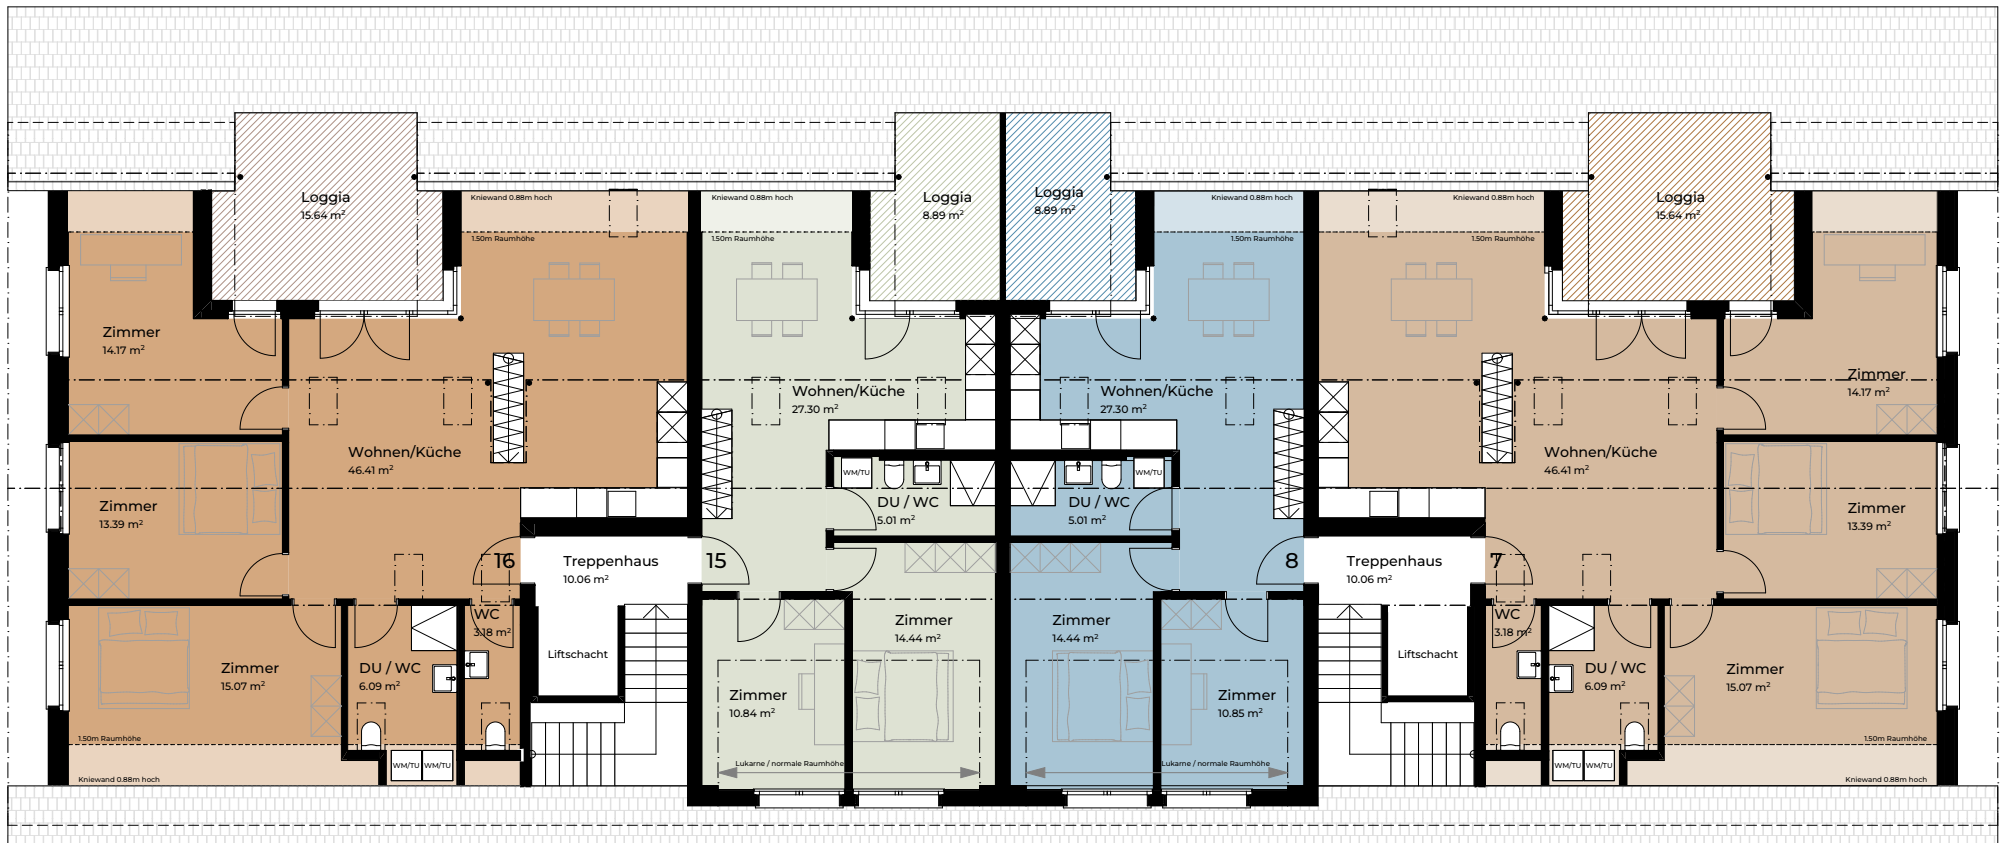 Loggia
15.64 m²
Kniewand 0.88m hoch
1.50m Raumhöhe
Zimmer
14.17 m²
Wohnen/Küche
46.41 m²
Zimmer
13.39 m²
16
Zimmer
15.07 m²
1.50m Raumhöhe
Kniewand 0.88m hoch
DU / WC
6.09 m²
WM/TU
WM/TU
WC
3.18 m²
Treppenhaus
10.06 m²
Liftschacht
Kniewand 0.88m hoch
1.50m Raumhöhe
Loggia
8.89 m²
Wohnen/Küche
27.30 m²
WM/TU
DU / WC
5.01 m²
15
Zimmer
14.44 m²
Zimmer
10.84 m²
Lukarne / normale Raumhöhe
Loggia
8.89 m²
Kniewand 0.88m hoch
1.50m Raumhöhe
Wohnen/Küche
27.30 m²
WM/TU
DU / WC
5.01 m²
8
Zimmer
14.44 m²
Zimmer
10.85 m²
Lukarne / normale Raumhöhe
Treppenhaus
10.06 m²
Liftschacht
Kniewand 0.88m hoch
1.50m Raumhöhe
Loggia
15.64 m²
Zimmer
14.17 m²
Wohnen/Küche
46.41 m²
Zimmer
13.39 m²
7
WC
3.18 m²
DU / WC
6.09 m²
WM/TU
WM/TU
Zimmer
15.07 m²
1.50m Raumhöhe
Kniewand 0.88m hoch